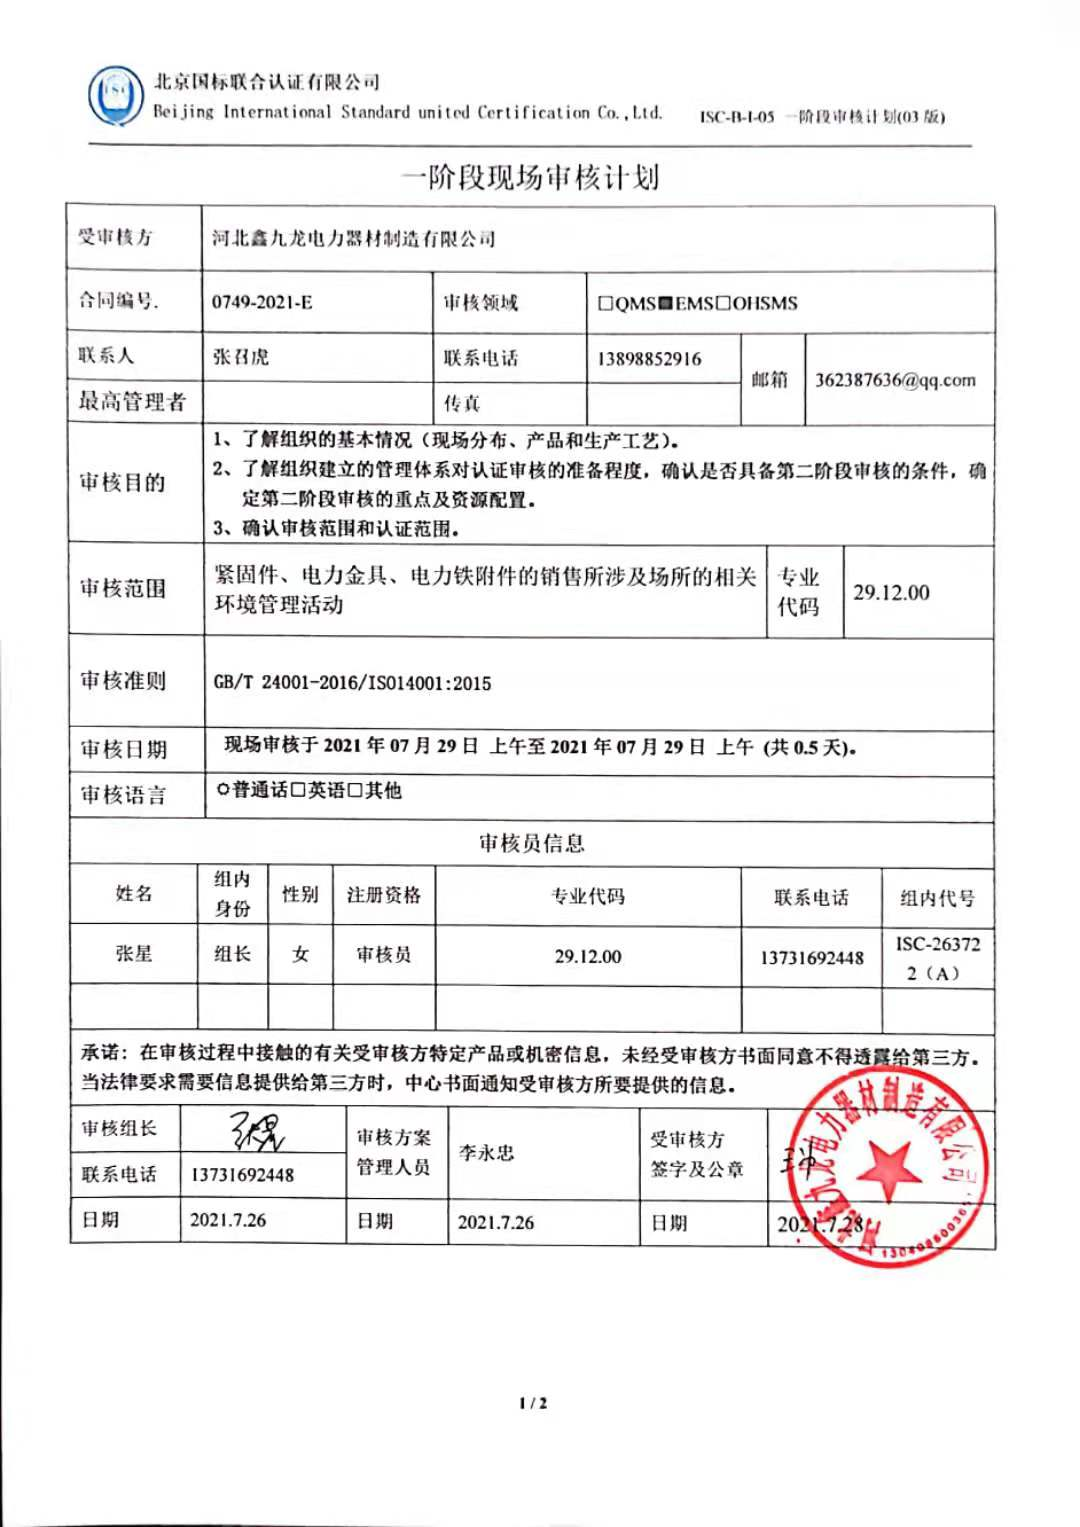 北京国标联合认证有限公司
Beijing International Standard united Certification Co.,Ltd. ISC-B-I-05 一阶段审核计划(03 版)
一阶段现场审核计划
受审核方 河北鑫九龙电力器材制造有限公司
合同编号. 0749-2021-E 审核领域 □QMS■EMS□OHSMS
联系人 张召虎 联系电话 13898852916 邮箱 362387636@qq.com
最高管理者 传真
审核目的
1、了解组织的基本情况（现场分布、产品和生产工艺）。
2、了解组织建立的管理体系对认证审核的准备程度，确认是否具备第二阶段审核的条件，确
定第二阶段审核的重点及资源配置。
3、确认审核范围和认证范围。
审核范围
紧固件、电力金具、电力铁附件的销售所涉及场所的相关
环境管理活动
专业
代码
29.12.00
审核准则 GB/T 24001-2016/ISO14001:2015
审核日期 现场审核于 2021 年 07 月 29 日 上午至 2021 年 07 月 29 日 上午 (共 0.5 天)。
审核语言 ○普通话□英语□其他
审核员信息
姓名
组内
身份
性别 注册资格 专业代码 联系电话 组内代号
张星 组长 女 审核员 29.12.00 13731692448
ISC-26372
2（A）
承诺：在审核过程中接触的有关受审核方特定产品或机密信息，未经受审核方书面同意不得透露给第三方。
当法律要求需要信息提供给第三方时，中心书面通知受审核方所要提供的信息。
审核组长 张星
审核方案
管理人员
李永忠
受审核方
签字及公章
联系电话 13731692448
日期 2021.7.26 日期 2021.7.26 日期 2021.7.28
九龙电力器材制造有限公司
1 / 2